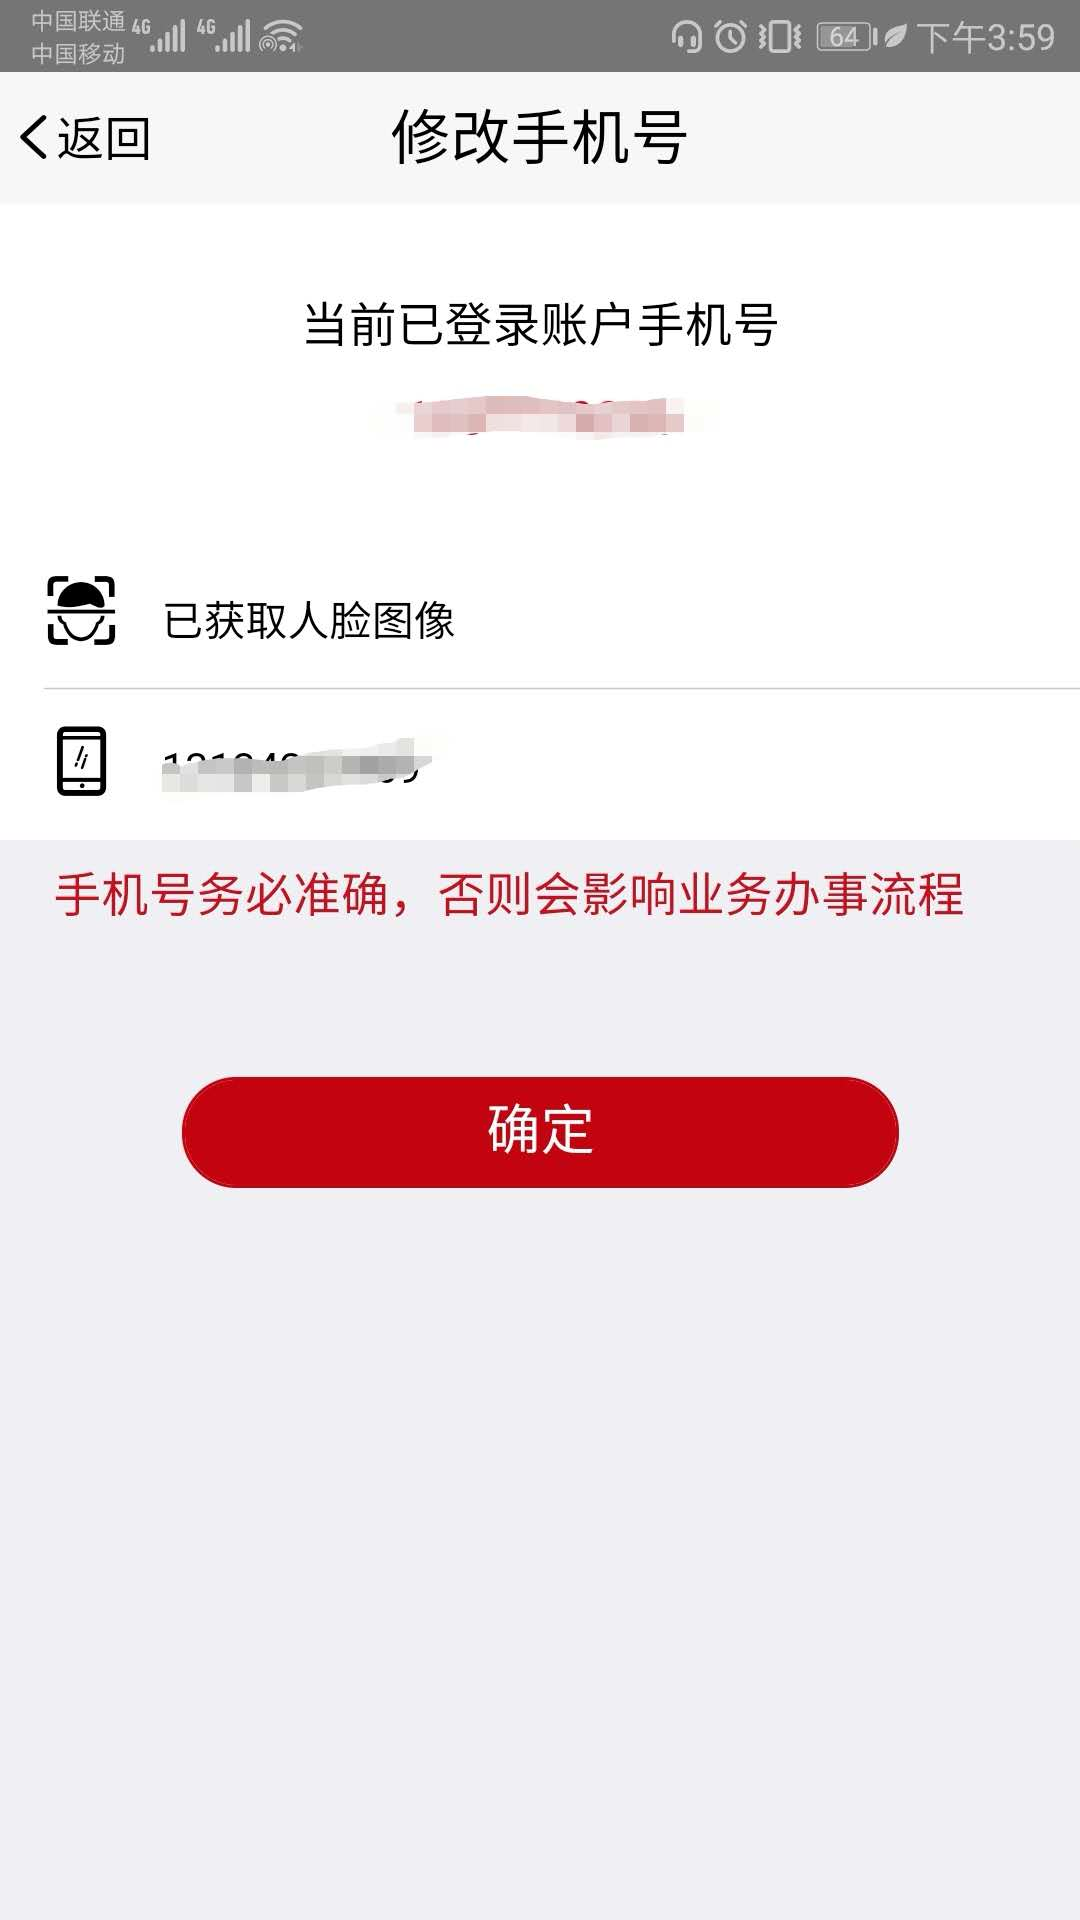 中国联通 4G 4G 64 下午3:59
中国移动
返回 修改手机号
当前已登录账户手机号
已获取人脸图像
手机号务必准确，否则会影响业务办事流程
确定